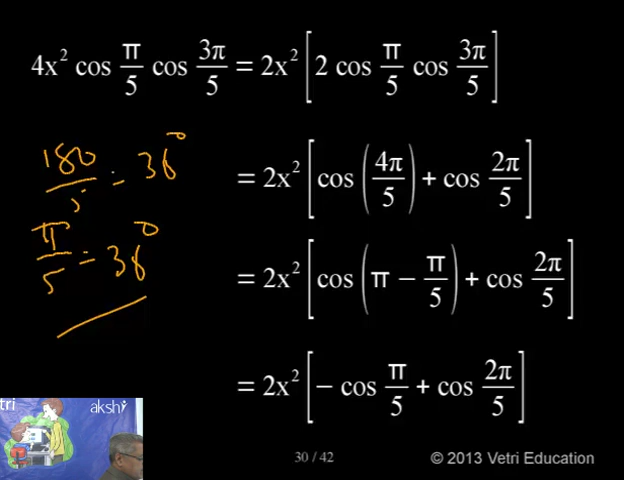 4x² cos π/5 cos 3π/5 = 2x² [2 cos π/5 cos 3π/5]
= 2x² [cos (4π/5) + cos 2π/5]
= 2x² [cos (π − π/5) + cos 2π/5]
= 2x² [− cos π/5 + cos 2π/5]
180/5 = 36°
π/5 = 36°
tri
akshi
30 / 42
© 2013 Vetri Education